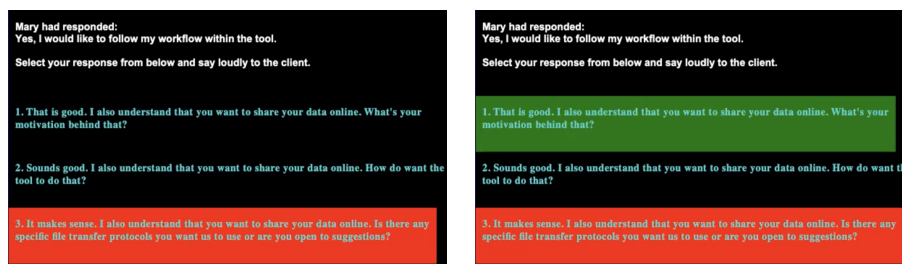 Mary had responded:
Yes, I would like to follow my workflow within the tool.
Select your response from below and say loudly to the client.
1. That is good. I also understand that you want to share your data online. What's your
motivation behind that?
2. Sounds good. I also understand that you want to share your data online. How do want the
tool to do that?
3. It makes sense. I also understand that you want to share your data online. Is there any
specific file transfer protocols you want us to use or are you open to suggestions?
Mary had responded:
Yes, I would like to follow my workflow within the tool.
Select your response from below and say loudly to the client.
1. That is good. I also understand that you want to share your data online. What's your
motivation behind that?
2. Sounds good. I also understand that you want to share your data online. How do want
tool to do that?
3. It makes sense. I also understand that you want to share your data online. Is there any
specific file transfer protocols you want us to use or are you open to suggestions?